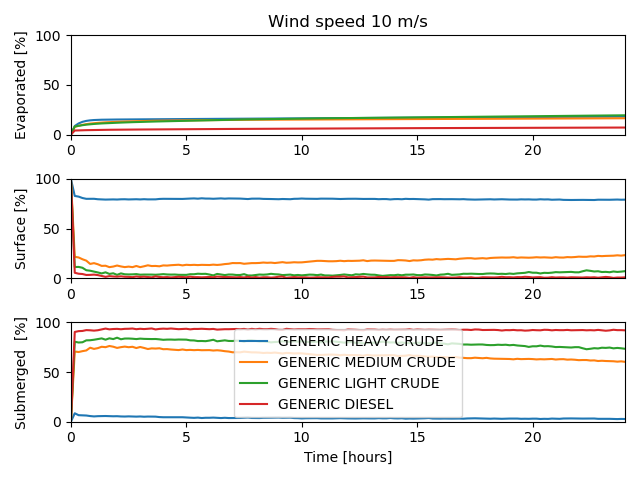 Wind speed 10 m/s
Evaporated [%]
100
50
0
0 5 10 15 20
Surface [%]
100
50
0
0 5 10 15 20
Submerged [%]
100
50
0
GENERIC HEAVY CRUDE
GENERIC MEDIUM CRUDE
GENERIC LIGHT CRUDE
GENERIC DIESEL
0 5 10 15 20
Time [hours]